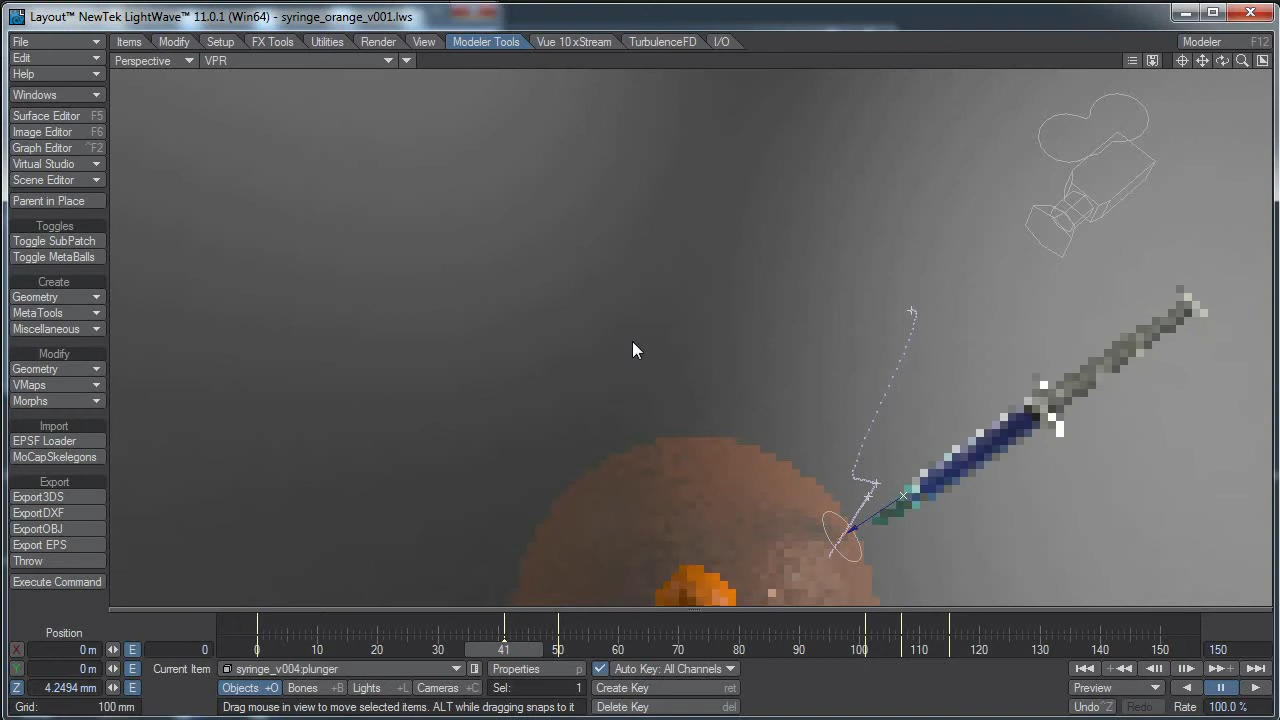 Layout™ NewTek LightWave™ 11.0.1 (Win64) - syringe_orange_v001.lws
File Items Modify Setup FX Tools Utilities Render View Modeler Tools Vue 10 xStream TurbulenceFD I/O Modeler F12
Edit Perspective VPR
Help
Windows
Surface Editor F5
Image Editor F6
Graph Editor ^F2
Virtual Studio
Scene Editor
Parent in Place
Toggles
Toggle SubPatch
Toggle MetaBalls
Create
Geometry
MetaTools
Miscellaneous
Modify
Geometry
VMaps
Morphs
Import
EPSF Loader
MoCapSkelegons
Export
Export3DS
ExportDXF
ExportOBJ
Export EPS
Throw
Execute Command
Position
X 0 m E 0 0 10 20 30 41 50 60 70 80 90 100 110 120 130 140 150 150
Y 0 m E Current Item syringe_v004:plunger Properties p Auto Key: All Channels
Z 4.2494 mm E Objects +O Bones +B Lights +L Cameras +C Sel: 1 Create Key ret Preview
Grid: 100 mm Drag mouse in view to move selected items. ALT while dragging snaps to it Delete Key del Undo ^Z Redo Rate 100.0 %